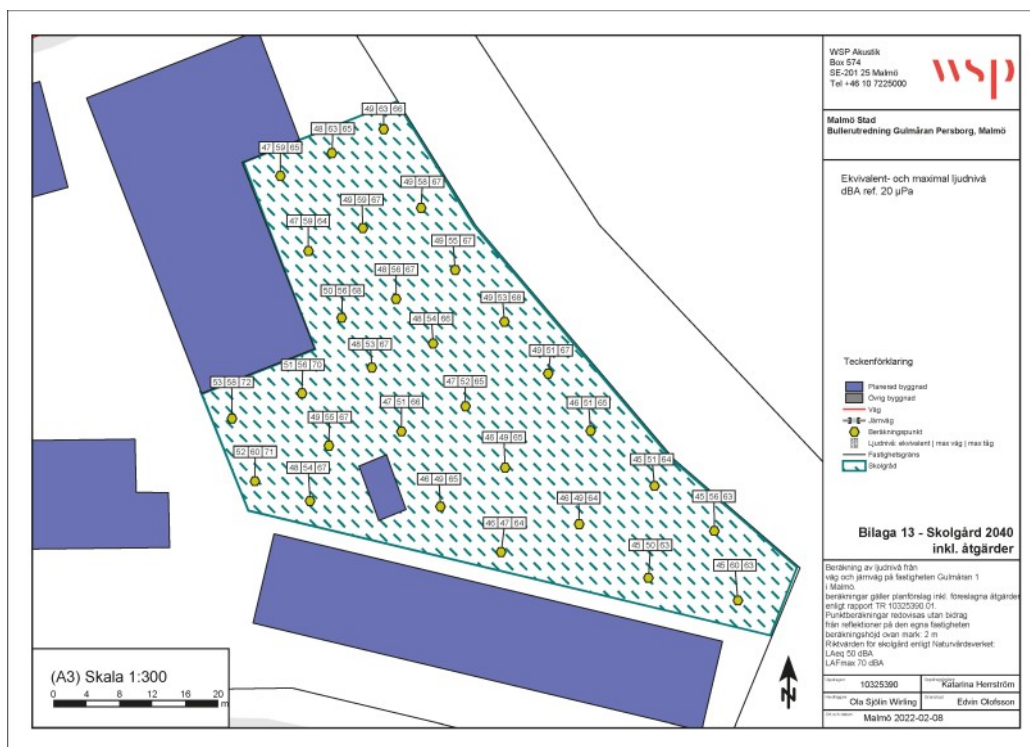 49 63 66
48 63 65
47 59 65
49 58 67
49 59 67
47 59 64
49 55 67
48 56 67
50 56 68
49 53 68
48 54 66
48 53 67
49 51 67
51 56 70
53 58 72
47 52 65
46 51 65
47 51 66
49 55 67
46 49 65
52 60 71
48 54 67
45 51 64
46 49 65
46 49 64
45 56 63
46 47 64
45 50 63
45 60 63
(A3) Skala 1:300
0 4 8 12 16 20
m
N
WSP Akustik
Box 574
SE-201 25 Malmö
Tel +46 10 7225000
wsp
Malmö Stad
Bullerutredning Gulmåran Persborg, Malmö
Ekvivalent- och maximal ljudnivå
dBA ref. 20 µPa
Teckenförklaring
Planerad byggnad
Övrig byggnad
Väg
Järnväg
Beräkningspunkt
Ljudnivå: ekvivalent | max väg | max tåg
Fastighetsgräns
Skolgård
Bilaga 13 - Skolgård 2040
inkl. åtgärder
Beräkning av ljudnivå från
väg och järnväg på fastigheten Gulmåran 1
i Malmö.
beräkningar gäller planförslag inkl. föreslagna åtgärder
enligt rapport TR 10325390.01.
Punktberäkningar redovisas utan bidrag
från reflektioner på den egna fastigheten
beräkningshöjd ovan mark: 2 m
Riktvärden för skolgård enligt Naturvårdsverket:
LAeq 50 dBA
LAFmax 70 dBA
10325390
Katarina Herrström
Ola Sjölin Wirling
Edvin Olofsson
Malmö 2022-02-08